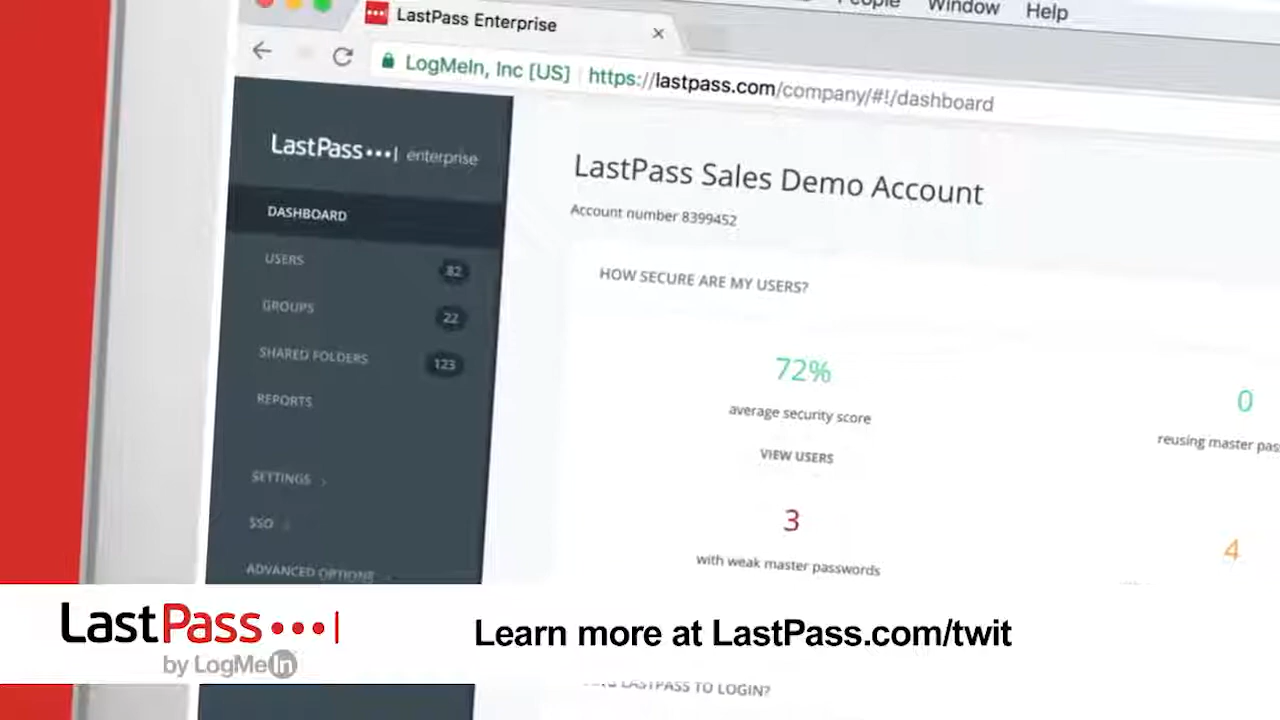 People Window Help
LastPass Enterprise
LogMeIn, Inc [US] https://lastpass.com/company/#!/dashboard
LastPass •••| enterprise
LastPass Sales Demo Account
Account number 8399452
DASHBOARD
USERS 82
GROUPS 22
SHARED FOLDERS 123
REPORTS
SETTINGS
SSO
ADVANCED OPTIONS
HOW SECURE ARE MY USERS?
72%
average security score
VIEW USERS
0
reusing master pas
3
with weak master passwords
4
LastPass •••|
by LogMeIn
Learn more at LastPass.com/twit
LASTPASS TO LOGIN?